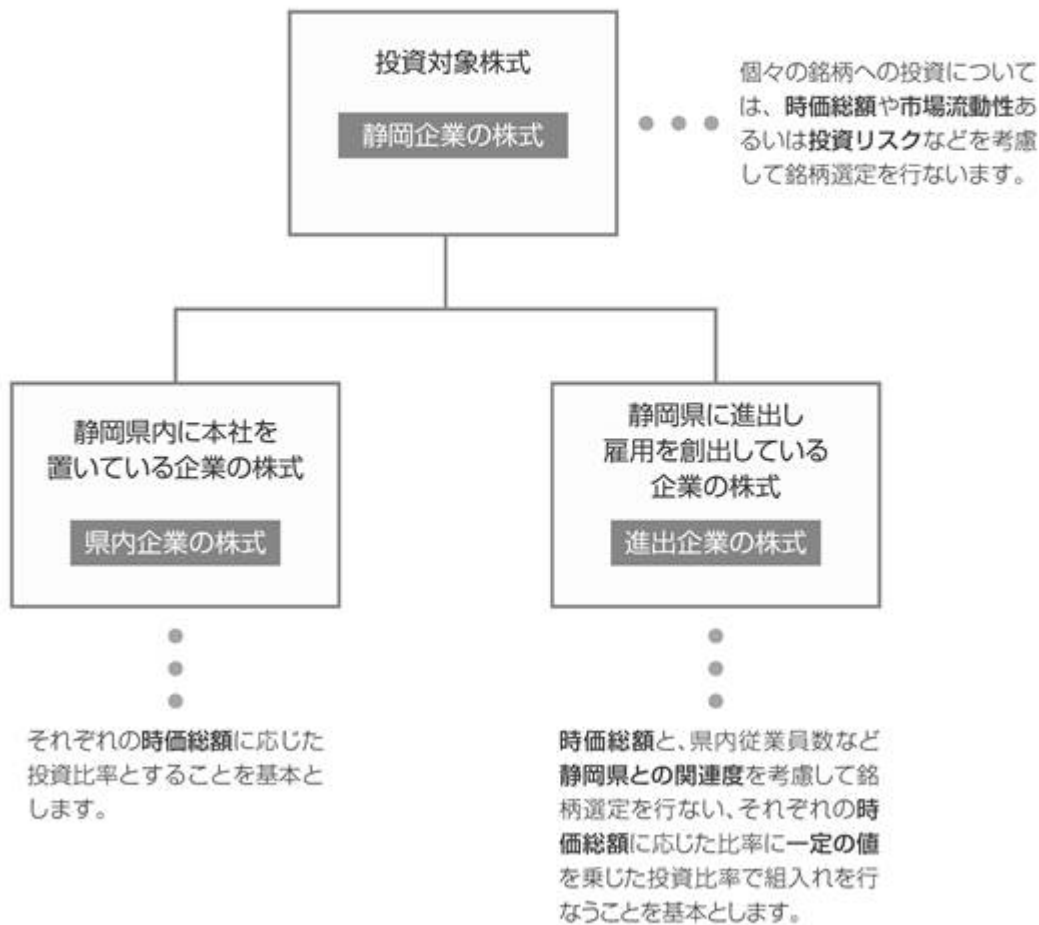 投資対象株式
静岡企業の株式
個々の銘柄への投資について
は、時価総額や市場流動性あ
るいは投資リスクなどを考慮
して銘柄選定を行ないます。
静岡県内に本社を
置いている企業の株式
県内企業の株式
静岡県に進出し
雇用を創出している
企業の株式
進出企業の株式
それぞれの時価総額に応じた
投資比率とすることを基本と
します。
時価総額と、県内従業員数など
静岡県との関連度を考慮して銘
柄選定を行ない、それぞれの時
価総額に応じた比率に一定の値
を乗じた投資比率で組入れを行
なうことを基本とします。